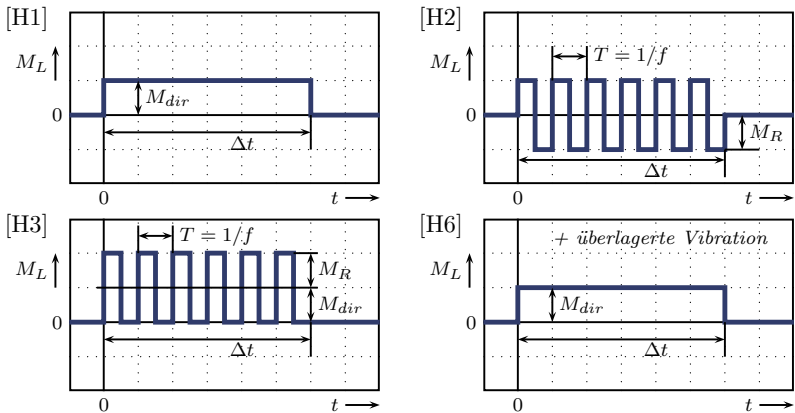 [H1]
M_L
M_dir
0
Δt
0
t
[H2]
M_L
T = 1/f
0
M_R
Δt
0
t
[H3]
T = 1/f
M_L
M_R
M_dir
0
Δt
0
t
[H6]
+ überlagerte Vibration
M_L
M_dir
0
Δt
0
t